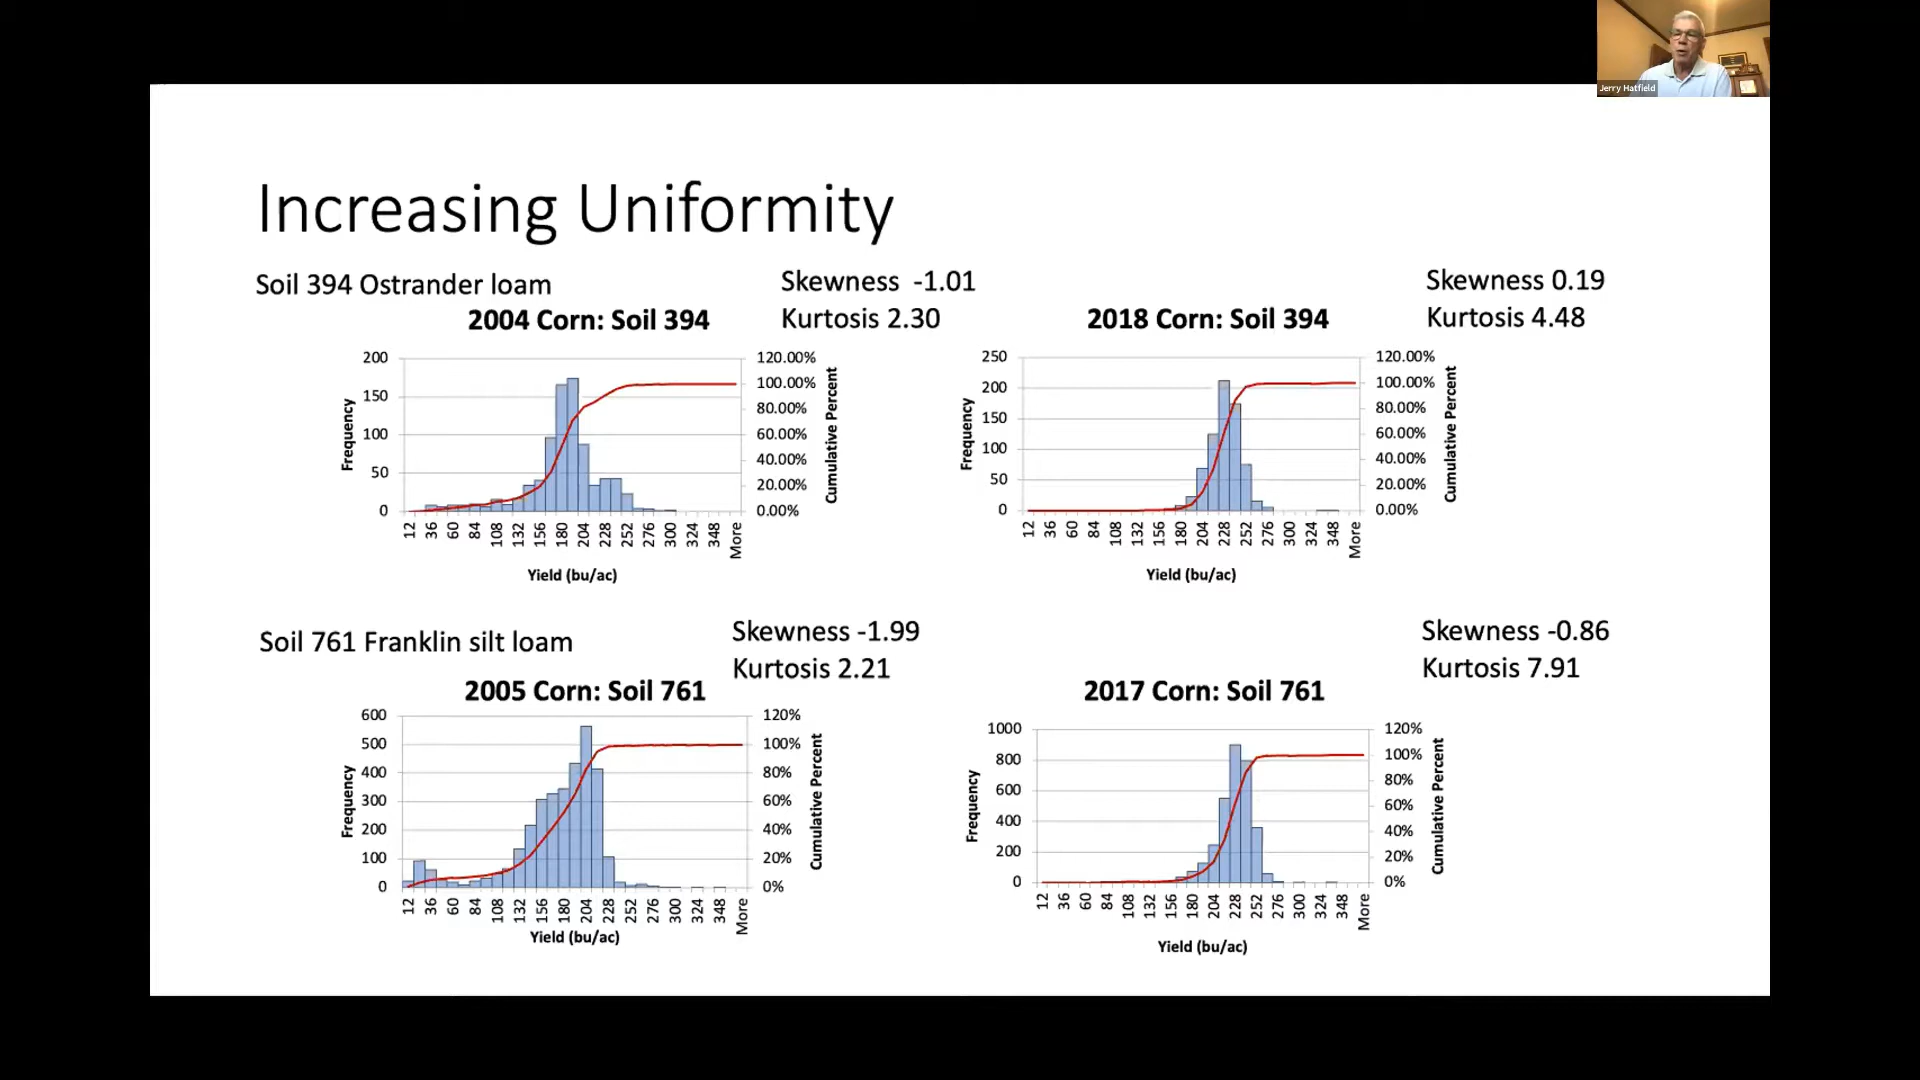 Jerry Hatfield
Increasing Uniformity
Soil 394 Ostrander loam
Skewness -1.01
Kurtosis 2.30
2004 Corn: Soil 394
200
150
100
50
0
Frequency
120.00%
100.00%
80.00%
60.00%
40.00%
20.00%
0.00%
Cumulative Percent
12 36 60 84 108 132 156 180 204 228 252 276 300 324 348 More
Yield (bu/ac)
Skewness 0.19
Kurtosis 4.48
2018 Corn: Soil 394
250
200
150
100
50
0
Frequency
120.00%
100.00%
80.00%
60.00%
40.00%
20.00%
0.00%
Cumulative Percent
12 36 60 84 108 132 156 180 204 228 252 276 300 324 348 More
Yield (bu/ac)
Soil 761 Franklin silt loam
Skewness -1.99
Kurtosis 2.21
2005 Corn: Soil 761
600
500
400
300
200
100
0
Frequency
120%
100%
80%
60%
40%
20%
0%
Cumulative Percent
12 36 60 84 108 132 156 180 204 228 252 276 300 324 348 More
Yield (bu/ac)
Skewness -0.86
Kurtosis 7.91
2017 Corn: Soil 761
1000
800
600
400
200
0
Frequency
120%
100%
80%
60%
40%
20%
0%
Cumulative Percent
12 36 60 84 108 132 156 180 204 228 252 276 300 324 348 More
Yield (bu/ac)